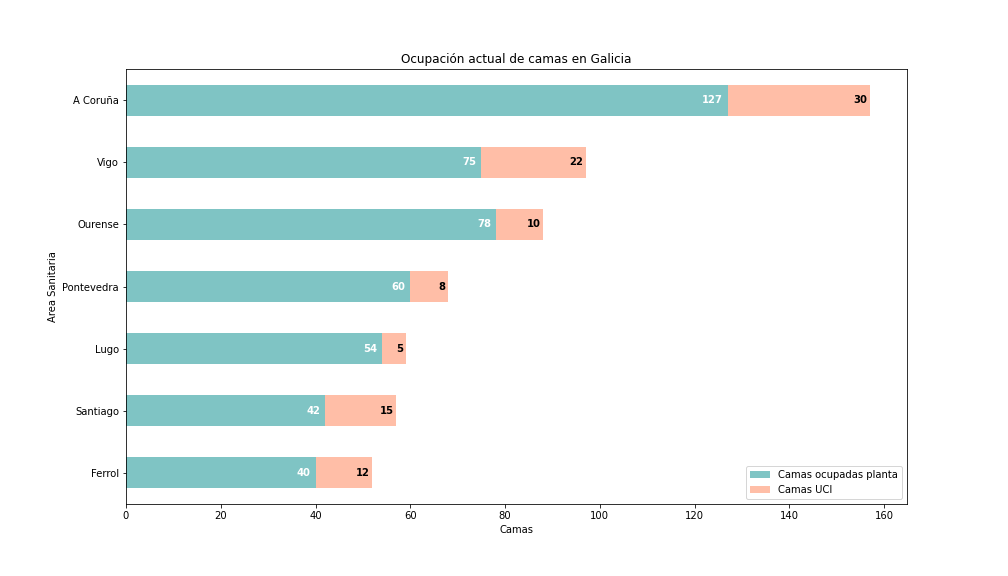 Ocupación actual de camas en Galicia
Area Sanitaria
A Coruña 127 30
Vigo 75 22
Ourense 78 10
Pontevedra 60 8
Lugo 54 5
Santiago 42 15
Ferrol 40 12
Camas ocupadas planta
Camas UCI
0 20 40 60 80 100 120 140 160
Camas